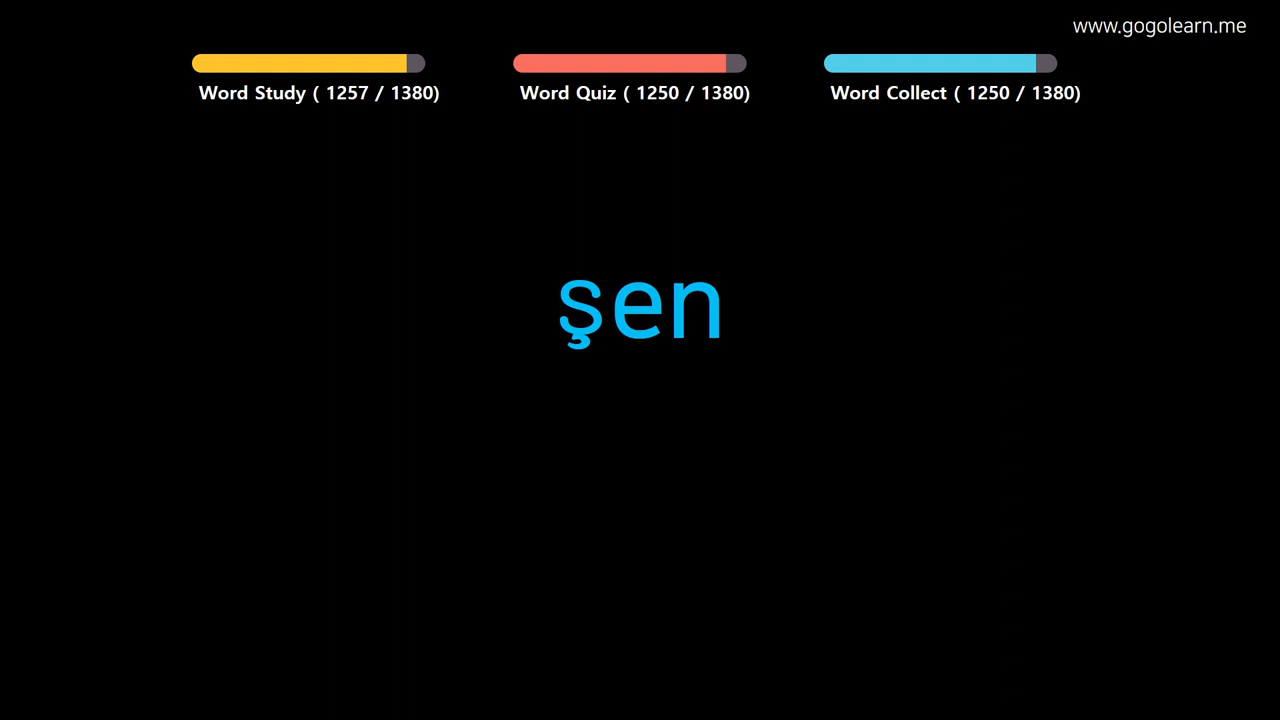 www.gogolearn.me
Word Study ( 1257 / 1380)
Word Quiz ( 1250 / 1380)
Word Collect ( 1250 / 1380)
şen